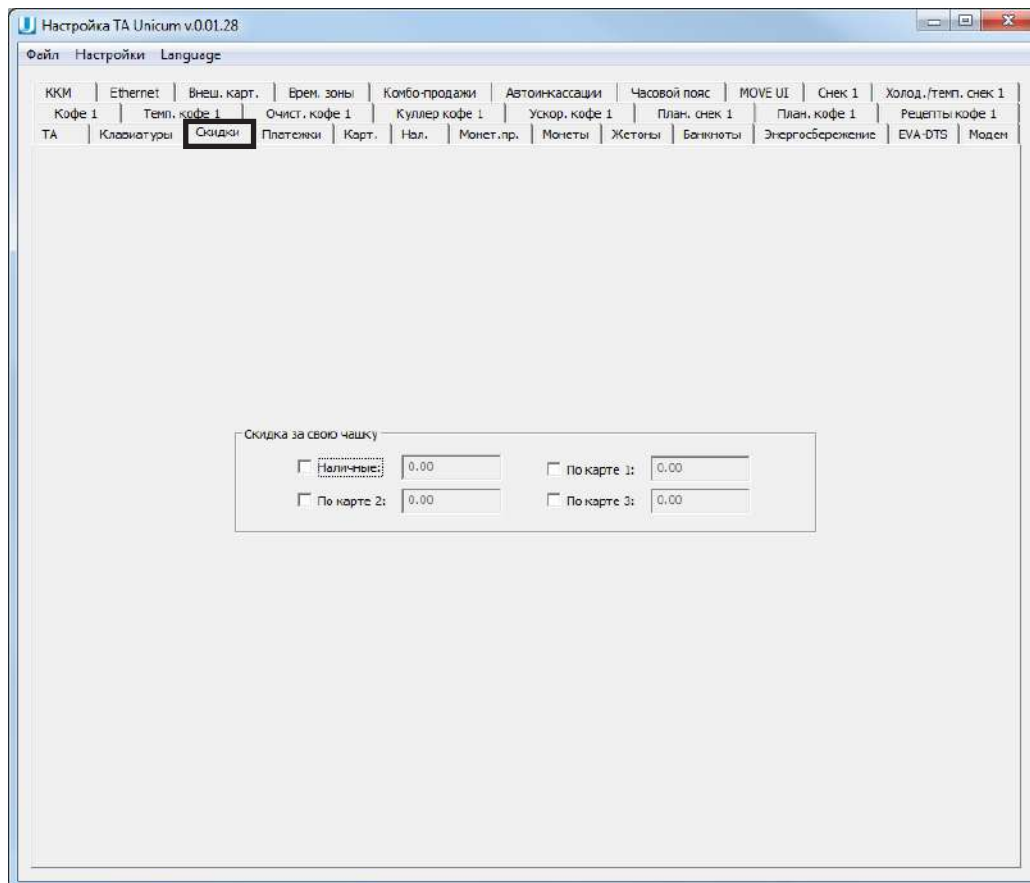 Настройка TA Unicum v.0.01.28
Файл Настройки Language
ККМ Ethernet Внеш. карт. Врем. зоны Комбо-продажи Автоинкассации Часовой пояс MOVE UI Снек 1 Холод./темп. снек 1
Кофе 1 Темп. кофе 1 Очист. кофе 1 Куллер кофе 1 Ускор. кофе 1 План. снек 1 План. кофе 1 Рецепты кофе 1
ТА Клавиатуры Скидки Платежки Карт. Нал. Монет.пр. Монеты Жетоны Банкноты Энергосбережение EVA-DTS Модем
Скидка за свою чашку
Наличные: 0.00 По карте 1: 0.00
По карте 2: 0.00 По карте 3: 0.00